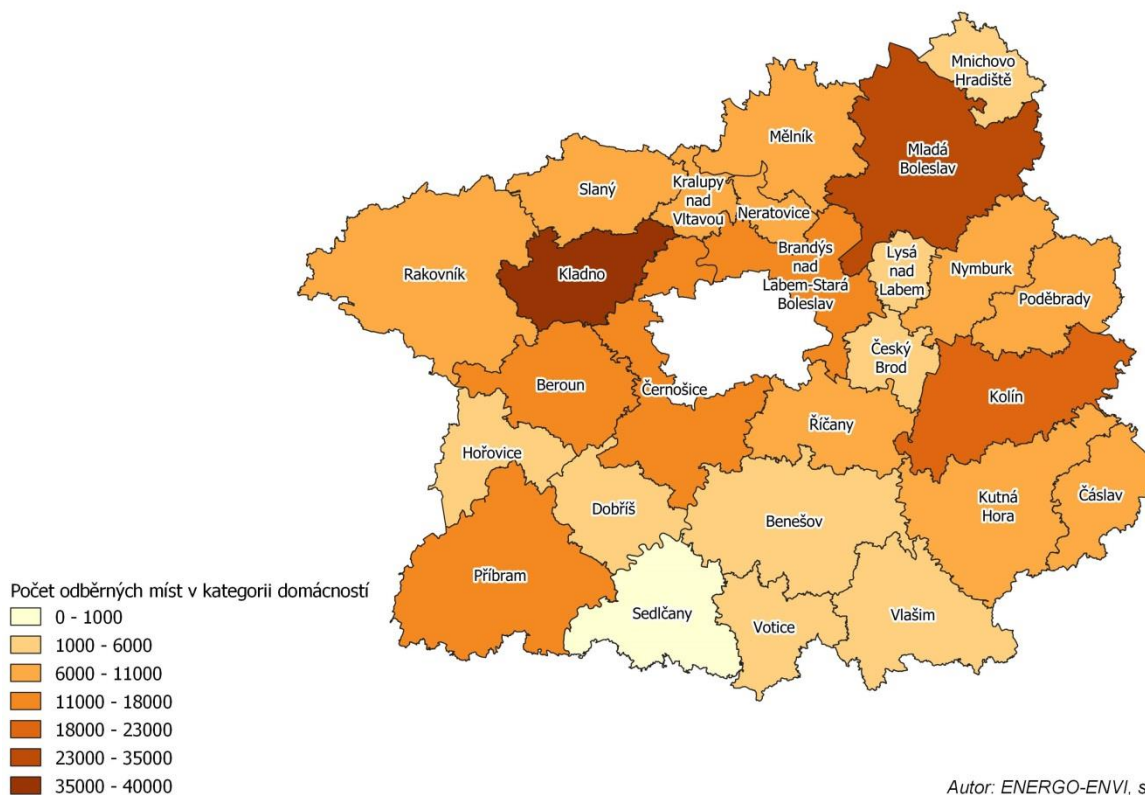 Mnichovo
Hradiště
Mělník
Mladá
Boleslav
Slaný
Kralupy
nad
Vltavou
Neratovice
Brandýs
nad
Labem-Stará
Boleslav
Lysá
nad
Labem
Nymburk
Poděbrady
Rakovník
Kladno
Český
Brod
Beroun
Černošice
Kolín
Říčany
Hořovice
Dobříš
Benešov
Kutná
Hora
Čáslav
Příbram
Sedlčany
Votice
Vlašim
Počet odběrných míst v kategorii domácností
0 - 1000
1000 - 6000
6000 - 11000
11000 - 18000
18000 - 23000
23000 - 35000
35000 - 40000
Autor: ENERGO-ENVI, s